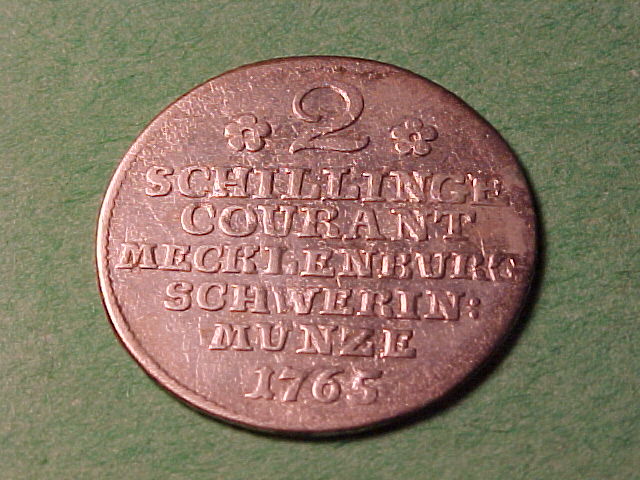 2
SCHILLINGE
COURANT
MECKLENBURG
SCHWERIN:
MUNZE
1765